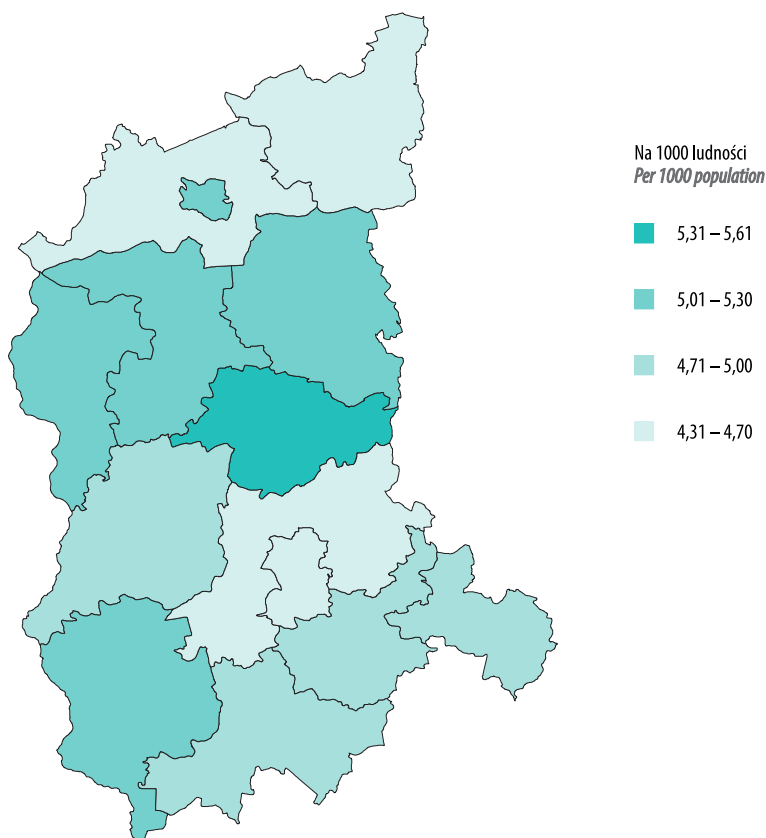 Na 1000 ludności
Per 1000 population
5,31 – 5,61
5,01 – 5,30
4,71 – 5,00
4,31 – 4,70